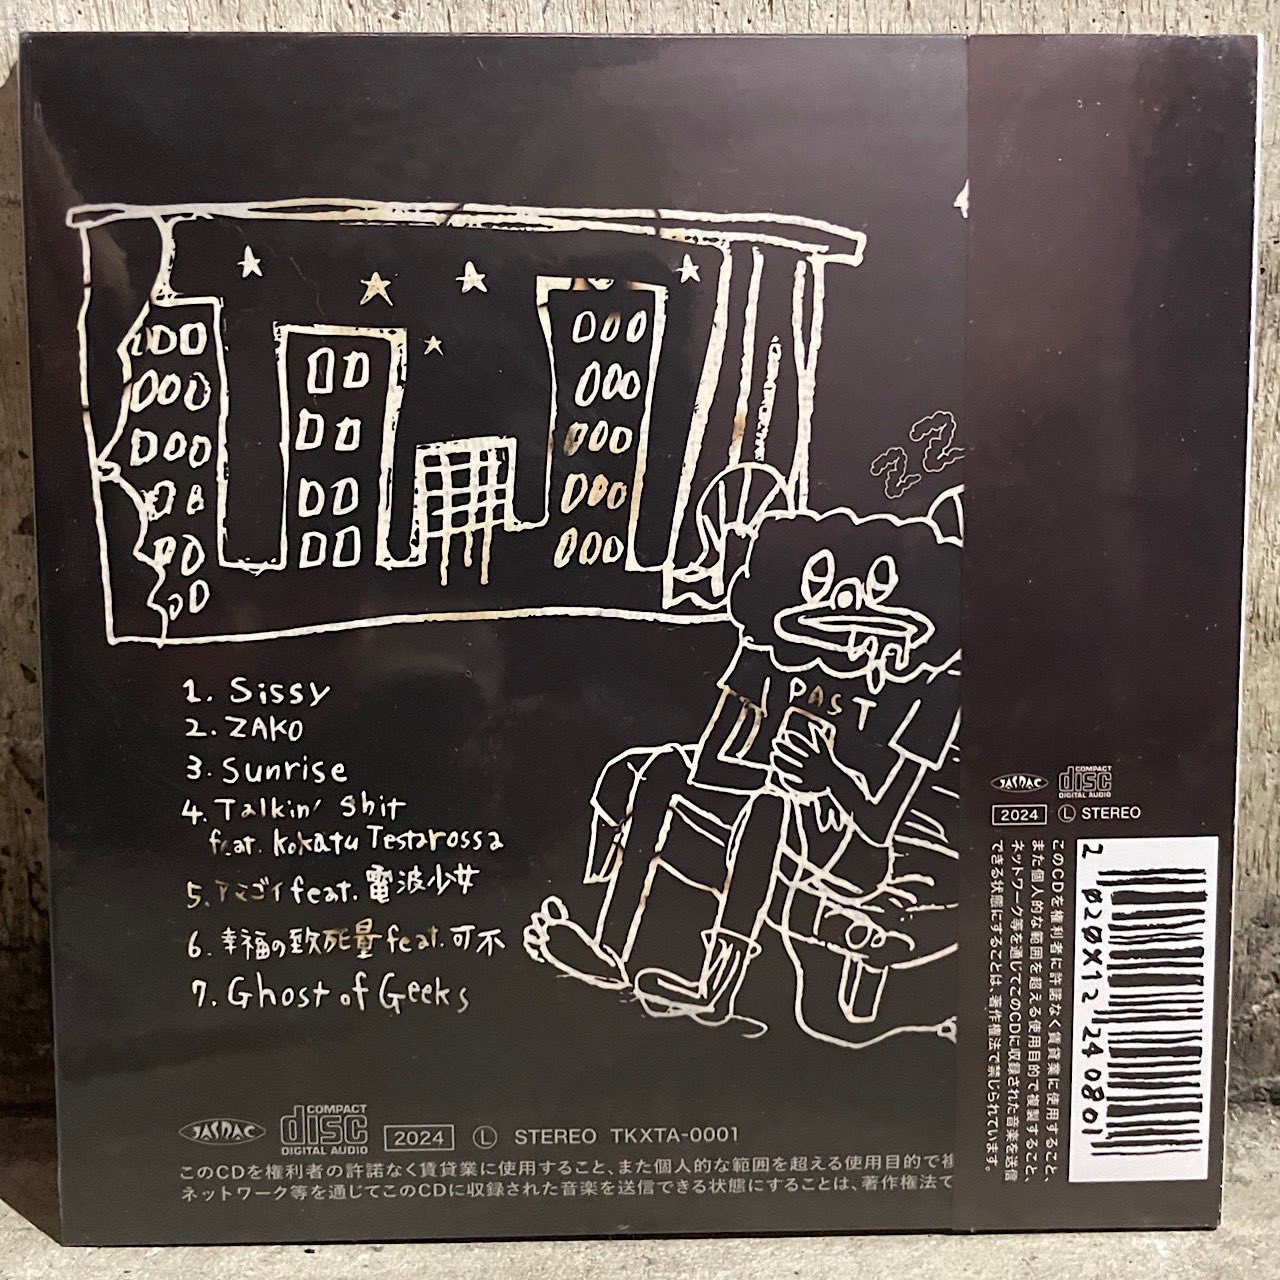 PAST
1. Sissy
2. ZAKO
3. Sunrise
4. Talkin' Shit
feat. Kokatu Testarossa
5. アマゴイ feat. 電波少女
6. 幸福の致死量 feat. 可不
7. Ghost of Geeks
JASRAC
COMPACT
disc
DIGITAL AUDIO
2024 Ⓛ STEREO TKXTA-0001
このCDを権利者の許諾なく賃貸業に使用すること、また個人的な範囲を超える使用目的で複
ネットワーク等を通じてこのCDに収録された音楽を送信できる状態にすることは、著作権法で
JASRAC
COMPACT
disc
DIGITAL AUDIO
2024 Ⓛ STEREO
このCDを権利者に許諾なく賃貸業に使用すること、
また個人的な範囲を超える使用目的で複製すること、
ネットワーク等を通じてこのCDに収録された音楽を送信
できる状態にすることは、著作権法で禁じられています。